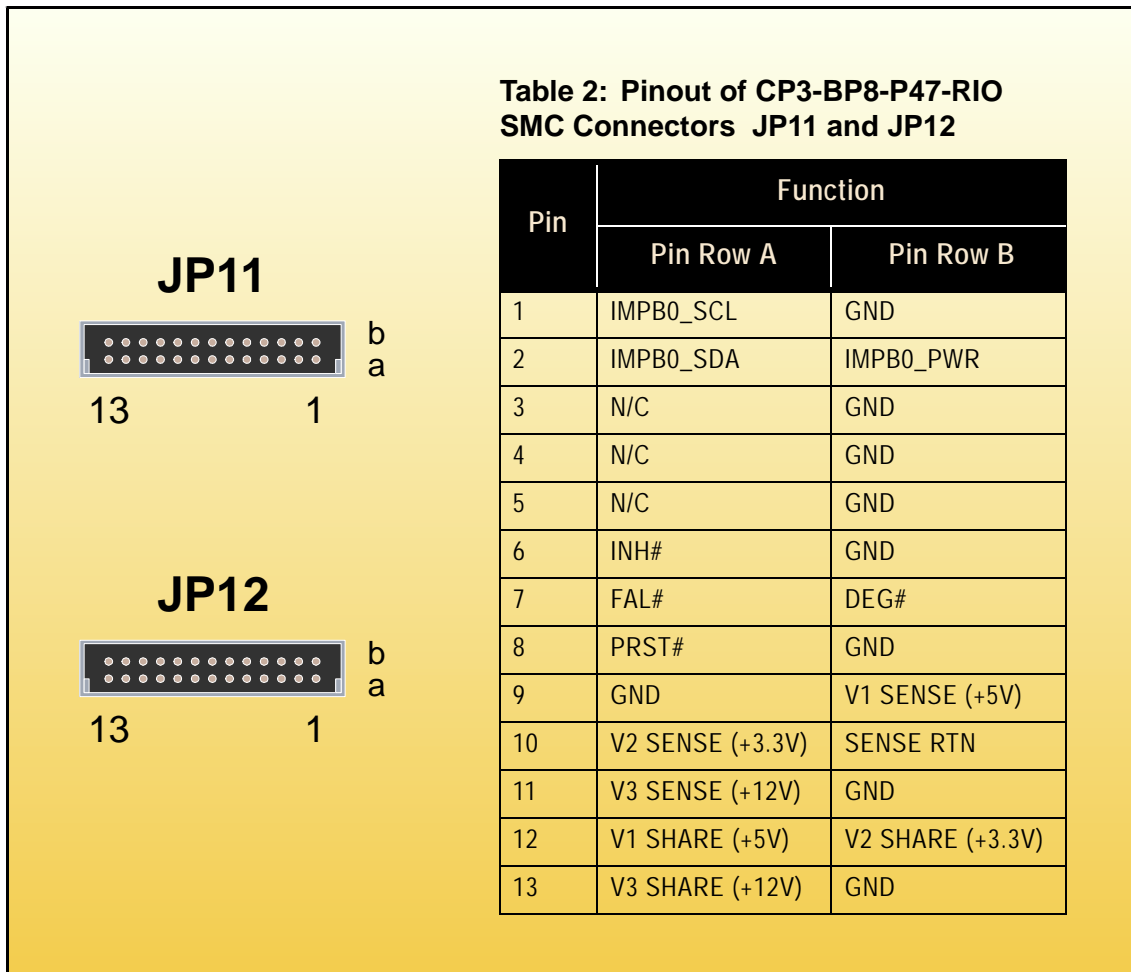 Table 2: Pinout of CP3-BP8-P47-RIO
SMC Connectors JP11 and JP12
JP11
b
a
13 1
JP12
b
a
13 1
Pin Function
Pin Row A Pin Row B
1 IMPB0_SCL GND
2 IMPB0_SDA IMPB0_PWR
3 N/C GND
4 N/C GND
5 N/C GND
6 INH# GND
7 FAL# DEG#
8 PRST# GND
9 GND V1 SENSE (+5V)
10 V2 SENSE (+3.3V) SENSE RTN
11 V3 SENSE (+12V) GND
12 V1 SHARE (+5V) V2 SHARE (+3.3V)
13 V3 SHARE (+12V) GND